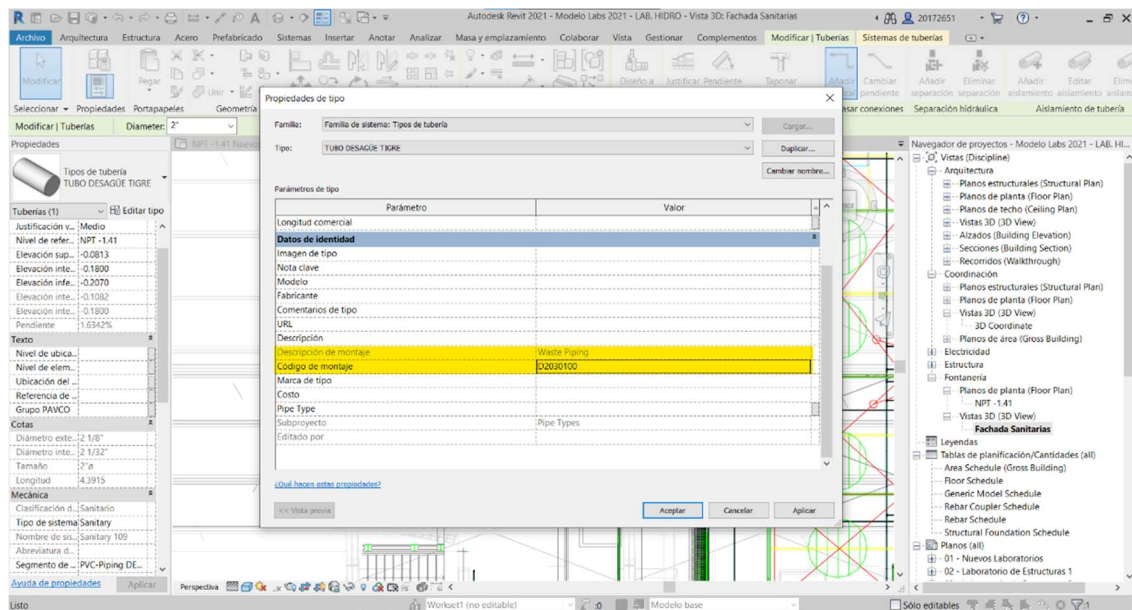 Autodesk Revit 2021 - Modelo Labs 2021 - LAB. HIDRO - Vista 3D: Fachada Sanitarias
20172651
Archivo Arquitectura Estructura Acero Prefabricado Sistemas Insertar Anotar Analizar Masa y emplazamiento Colaborar Vista Gestionar Complementos Modificar | Tuberías Sistemas de tuberías
Modificar Pegar Unir Diseño a Justificar Pendiente Taponar Añadir Cambiar Añadir Eliminar Añadir Editar
pendiente separación separación aislamiento aislamiento
Seleccionar Propiedades Portapapeles Geometría Separación hidráulica Aislamiento de tubería
Modificar | Tuberías Diameter: 2"
Propiedades
Tipos de tubería
TUBO DESAGÜE TIGRE
Tuberías (1) Editar tipo
Justificación v... Medio
Nivel de refer... NPT -1.41
Elevación sup... -0.0813
Elevación inte... -0.1800
Elevación infe... -0.2070
Elevación inte... -0.1082
Elevación inte... -0.1800
Pendiente 1.6342%
Texto
Nivel de ubica...
Nivel de elem...
Ubicación del ...
Referencia de ...
Grupo PAVCO
Cotas
Diámetro exte... 2 1/8"
Diámetro inte... 2 1/32"
Tamaño 2"ø
Longitud 4.3915
Mecánica
Clasificación d... Sanitario
Tipo de sistema Sanitary
Nombre de sis... Sanitary 109
Abreviatura d...
Segmento de ... PVC-Piping DE...
Ayuda de propiedades Aplicar
Propiedades de tipo
Familia: Familia de sistema: Tipos de tubería Cargar...
Tipo: TUBO DESAGÜE TIGRE Duplicar...
Cambiar nombre...
Parámetros de tipo
Parámetro Valor
Longitud comercial
Datos de identidad
Imagen de tipo
Nota clave
Modelo
Fabricante
Comentarios de tipo
URL
Descripción
Descripción de montaje Waste Piping
Código de montaje D2030100
Marca de tipo
Costo
Pipe Type
Subproyecto Pipe Types
Editado por
¿Qué hacen estas propiedades?
<< Vista previa Aceptar Cancelar Aplicar
Navegador de proyectos - Modelo Labs 2021 - LAB. HI...
Vistas (Discipline)
Arquitectura
Planos estructurales (Structural Plan)
Planos de planta (Floor Plan)
Planos de techo (Ceiling Plan)
Vistas 3D (3D View)
Alzados (Building Elevation)
Secciones (Building Section)
Recorridos (Walkthrough)
Coordinación
Planos estructurales (Structural Plan)
Planos de planta (Floor Plan)
Vistas 3D (3D View)
3D Coordinate
Planos de área (Gross Building)
Electricidad
Estructura
Fontanería
Planos de planta (Floor Plan)
NPT -1.41
Vistas 3D (3D View)
Fachada Sanitarias
Leyendas
Tablas de planificación/Cantidades (all)
Area Schedule (Gross Building)
Floor Schedule
Generic Model Schedule
Rebar Coupler Schedule
Rebar Schedule
Structural Foundation Schedule
Planos (all)
01 - Nuevos Laboratorios
02 - Laboratorio de Estructuras 1
Perspectiva
Listo Workset1 (no editable) :0 Modelo base Sólo editables :1